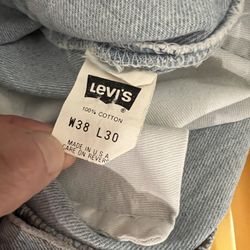 LEVI'S
100% COTTON
W38 L30
MADE IN U.S.A.
CARE ON REVERSE